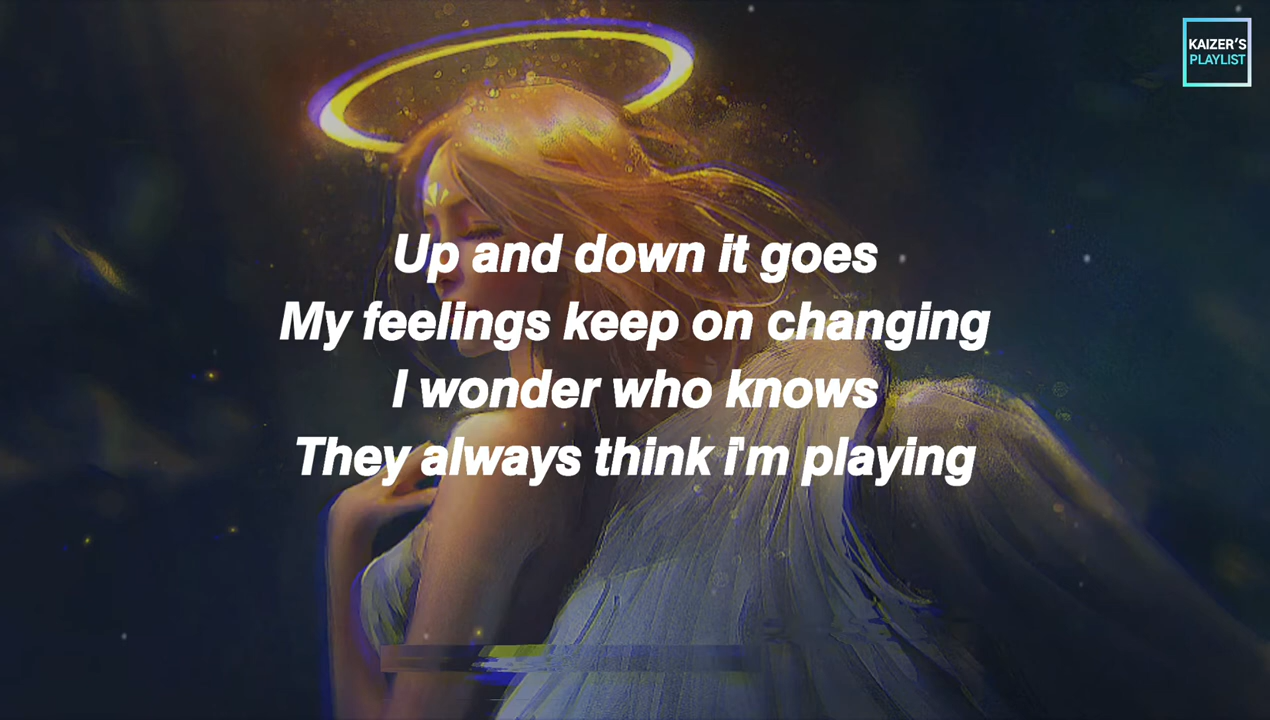 KAIZER'S
PLAYLIST
Up and down it goes
My feelings keep on changing
I wonder who knows
They always think i'm playing